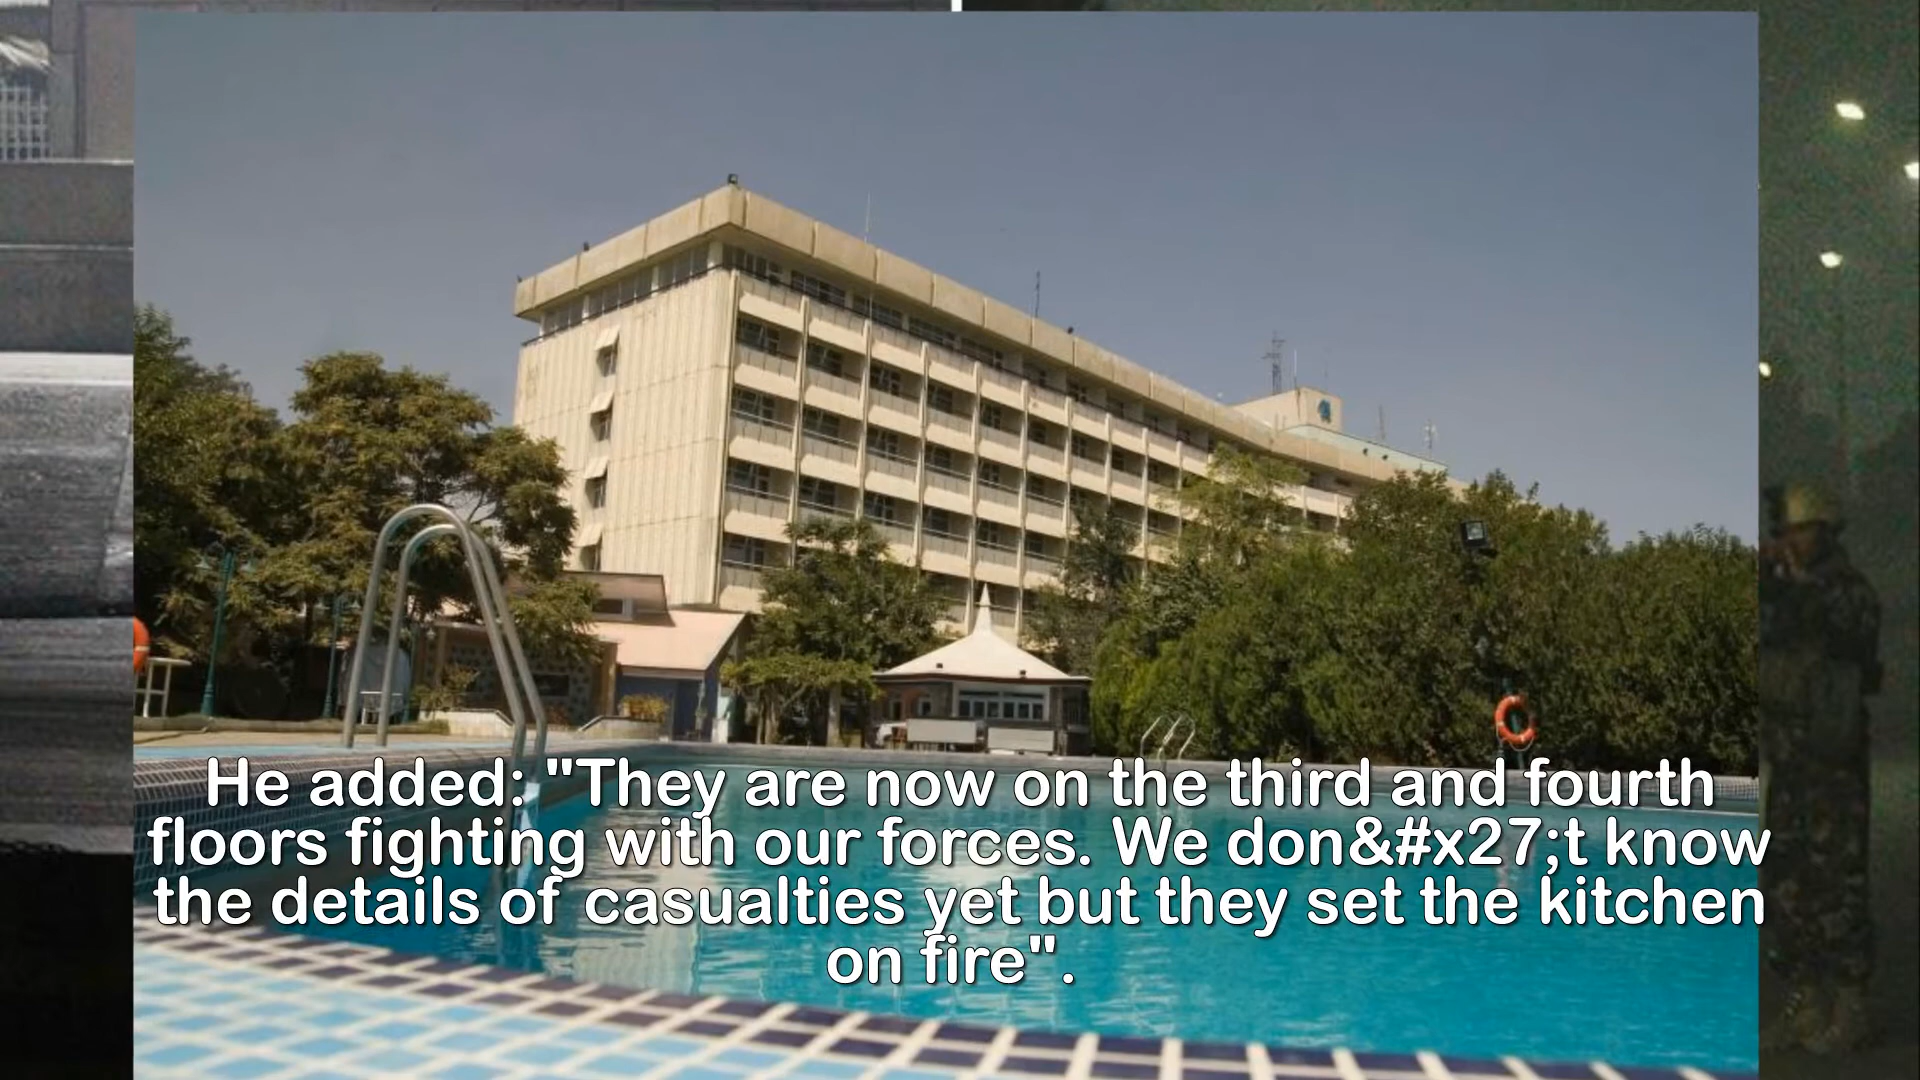 He added: "They are now on the third and fourth
floors fighting with our forces. We don&#x27;t know
the details of casualties yet but they set the kitchen
on fire".